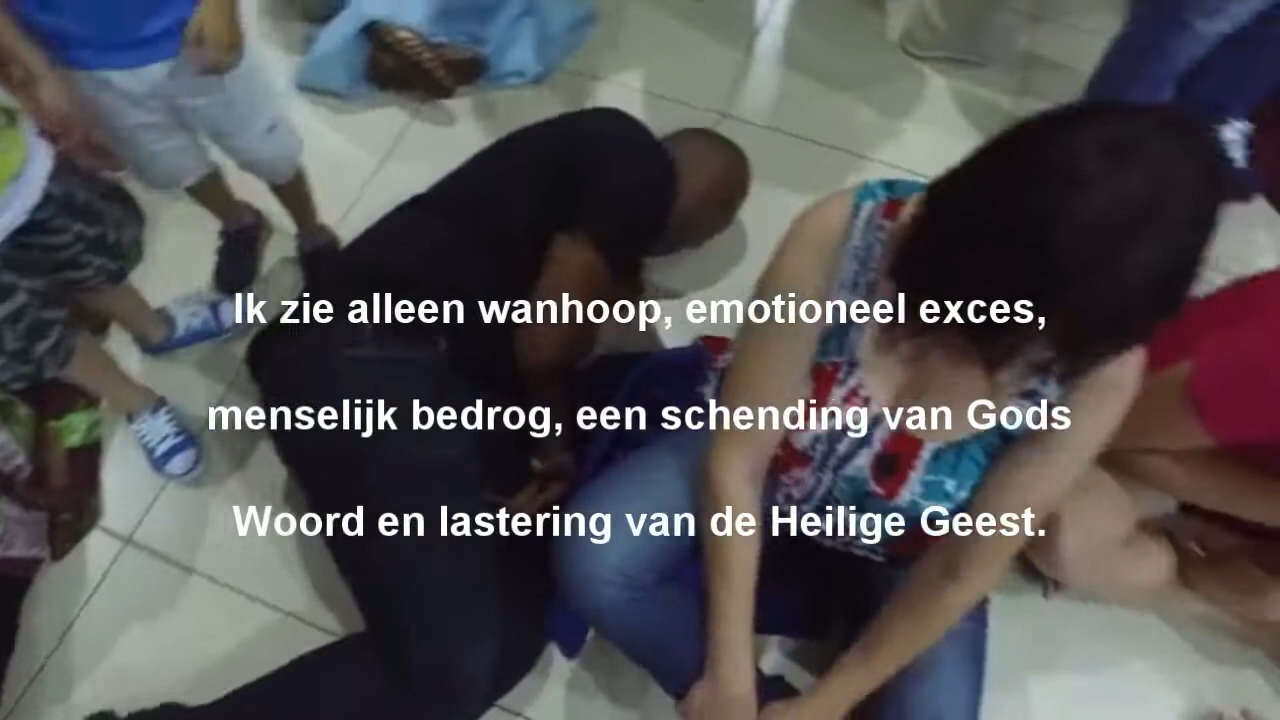 Ik zie alleen wanhoop, emotioneel exces,
menselijk bedrog, een schending van Gods
Woord en lastering van de Heilige Geest.